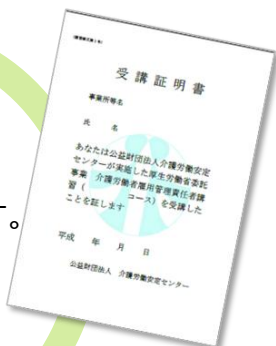 受講証明書
事業所等名
氏 名
あなたは公益財団法人介護労働安定
センターが実施した厚生労働省委託
事業 介護労働者雇用管理責任者講
習( コース)を受講した
ことを証します
平成 年 月 日
公益財団法人 介護労働安定センター
。